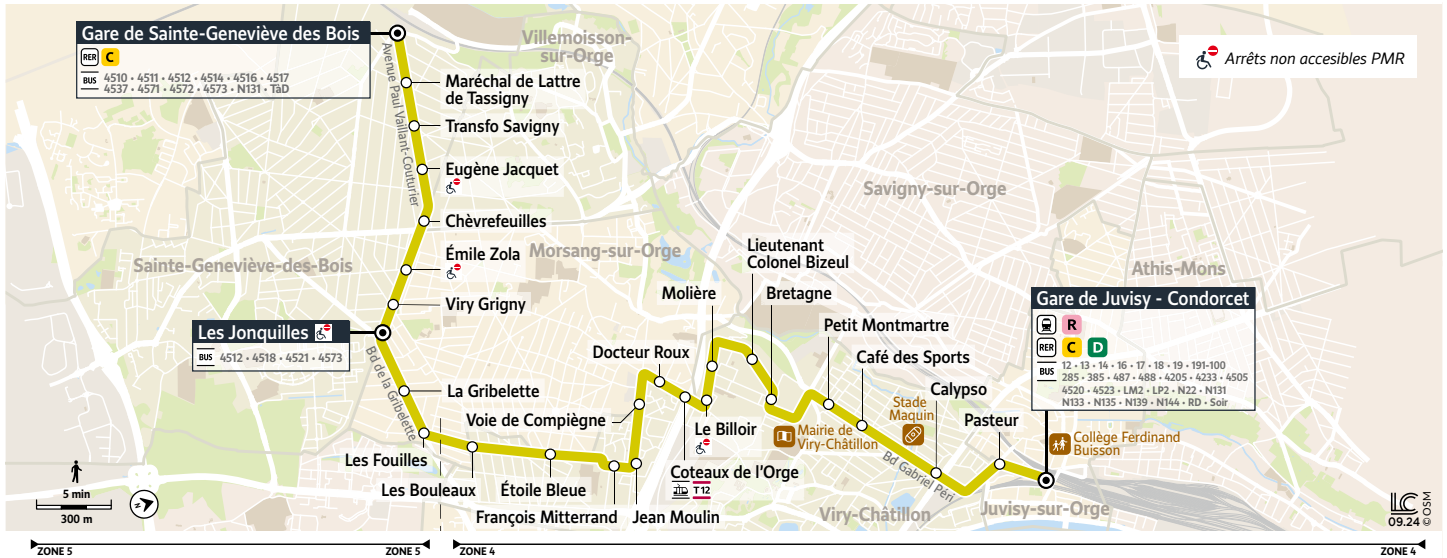 Gare de Sainte-Geneviève des Bois
RER C
BUS 4510 • 4511 • 4512 • 4514 • 4516 • 4517
4537 • 4571 • 4572 • 4573 • N131 • TàD
Villemoisson-
sur-Orge
Arrêts non accesibles PMR
Avenue Paul Vaillant-Couturier
Maréchal de Lattre
de Tassigny
Transfo Savigny
Eugène Jacquet
Chèvrefeuilles
Émile Zola
Viry Grigny
Savigny-sur-Orge
Morsang-sur-Orge
Sainte-Geneviève-des-Bois
Athis-Mons
Les Jonquilles
BUS 4512 • 4518 • 4521 • 4573
Bd de la Gribelette
La Gribelette
Les Fouilles
Les Bouleaux
Étoile Bleue
François Mitterrand
Jean Moulin
Voie de Compiègne
Docteur Roux
Coteaux de l'Orge
T12
Le Billoir
Molière
Lieutenant
Colonel Bizeul
Bretagne
Mairie de
Viry-Châtillon
Petit Montmartre
Café des Sports
Stade
Maquin
Bd Gabriel Péri
Calypso
Pasteur
Gare de Juvisy - Condorcet
R
RER C D
BUS 12 • 13 • 14 • 16 • 17 • 18 • 19 • 191-100
285 • 385 • 487 • 488 • 4205 • 4233 • 4505
4520 • 4523 • LM2 • LP2 • N22 • N131
N133 • N135 • N139 • N144 • RD • Soir
Collège Ferdinand
Buisson
Viry-Châtillon
Juvisy-sur-Orge
5 min
300 m
N
LC
09.24 © OSM
ZONE 5
ZONE 5
ZONE 4
ZONE 4